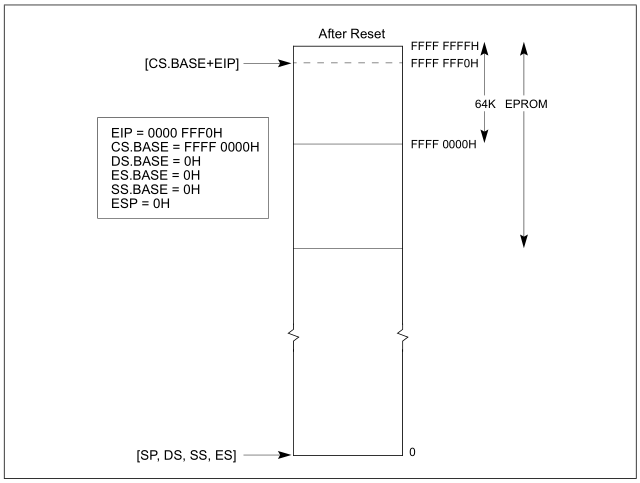 After Reset
FFFF FFFFH
[CS.BASE+EIP]
FFFF FFF0H
64K
EPROM
EIP = 0000 FFF0H
CS.BASE = FFFF 0000H
DS.BASE = 0H
ES.BASE = 0H
SS.BASE = 0H
ESP = 0H
FFFF 0000H
[SP, DS, SS, ES]
0